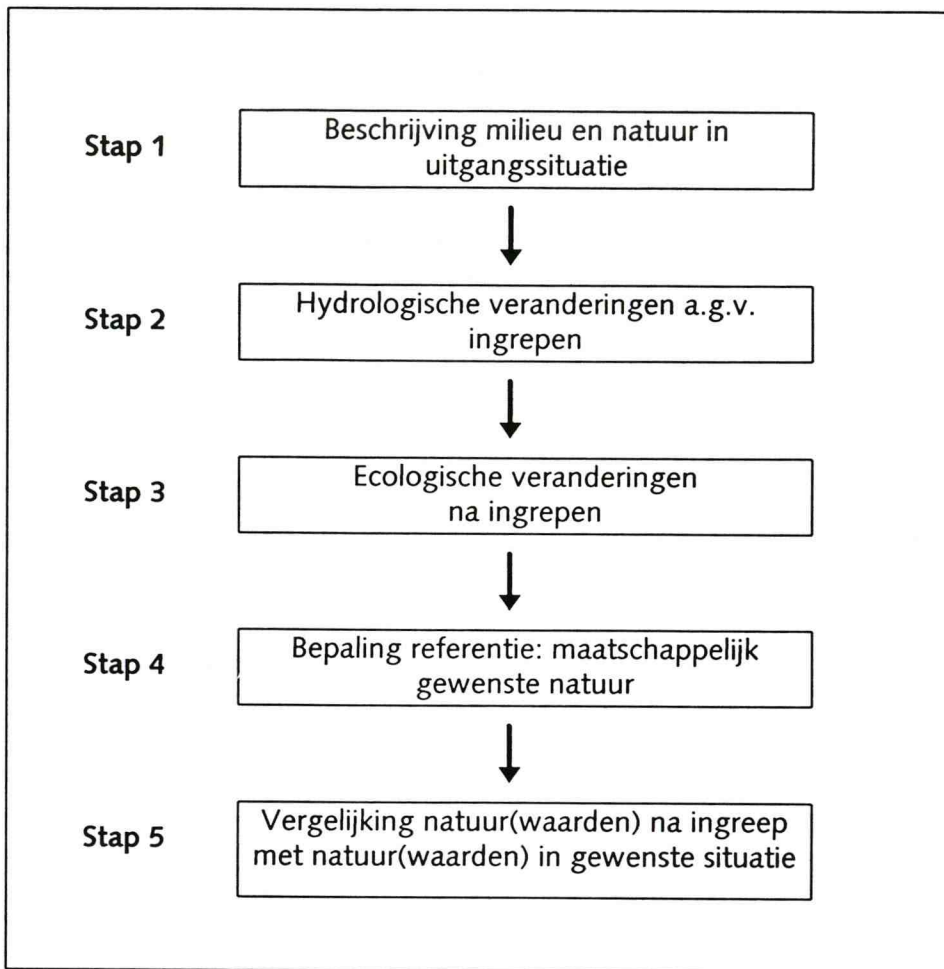 Stap 1
Beschrijving milieu en natuur in
uitgangssituatie
Stap 2
Hydrologische veranderingen a.g.v.
ingrepen
Stap 3
Ecologische veranderingen
na ingrepen
Stap 4
Bepaling referentie: maatschappelijk
gewenste natuur
Stap 5
Vergelijking natuur(waarden) na ingreep
met natuur(waarden) in gewenste situatie